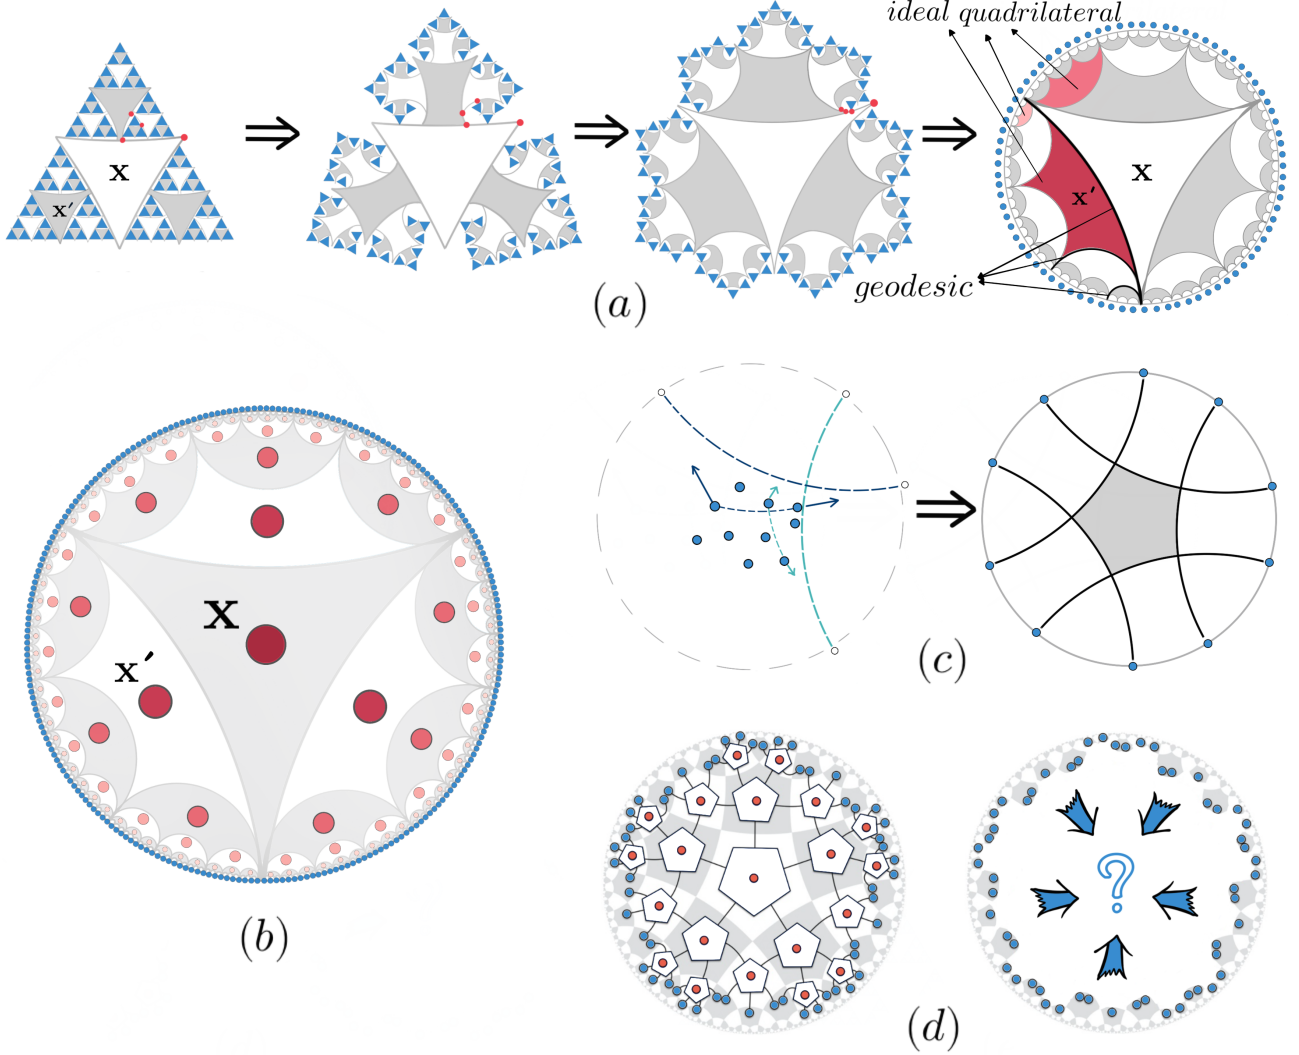 ideal quadrilateral
x
x′
x′
x
geodesic
(a)
x
x′
(b)
(c)
?
(d)